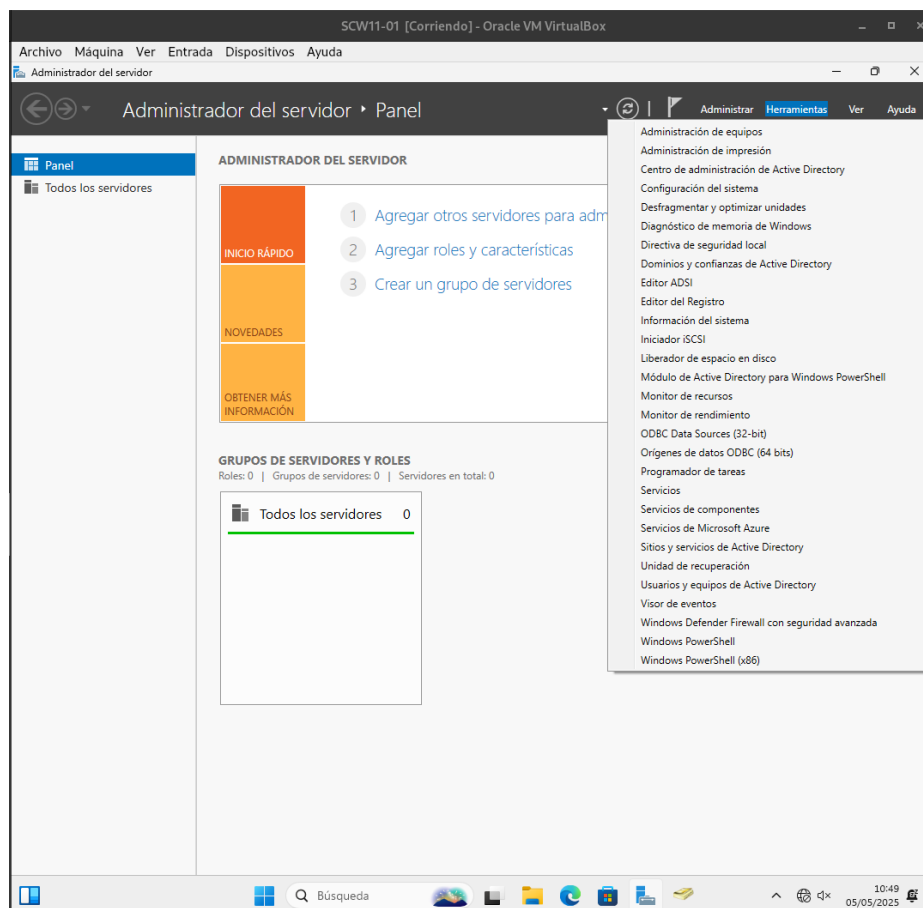 SCW11-01 [Corriendo] - Oracle VM VirtualBox
Archivo Máquina Ver Entrada Dispositivos Ayuda
Administrador del servidor
Administrador del servidor Panel
Administrar Herramientas Ver Ayuda
Panel
Todos los servidores
ADMINISTRADOR DEL SERVIDOR
INICIO RÁPIDO
NOVEDADES
OBTENER MÁS
INFORMACIÓN
1 Agregar otros servidores para adm
2 Agregar roles y características
3 Crear un grupo de servidores
GRUPOS DE SERVIDORES Y ROLES
Roles: 0 | Grupos de servidores: 0 | Servidores en total: 0
Todos los servidores 0
Administración de equipos
Administración de impresión
Centro de administración de Active Directory
Configuración del sistema
Desfragmentar y optimizar unidades
Diagnóstico de memoria de Windows
Directiva de seguridad local
Dominios y confianzas de Active Directory
Editor ADSI
Editor del Registro
Información del sistema
Iniciador iSCSI
Liberador de espacio en disco
Módulo de Active Directory para Windows PowerShell
Monitor de recursos
Monitor de rendimiento
ODBC Data Sources (32-bit)
Orígenes de datos ODBC (64 bits)
Programador de tareas
Servicios
Servicios de componentes
Servicios de Microsoft Azure
Sitios y servicios de Active Directory
Unidad de recuperación
Usuarios y equipos de Active Directory
Visor de eventos
Windows Defender Firewall con seguridad avanzada
Windows PowerShell
Windows PowerShell (x86)
Búsqueda
10:49
05/05/2025